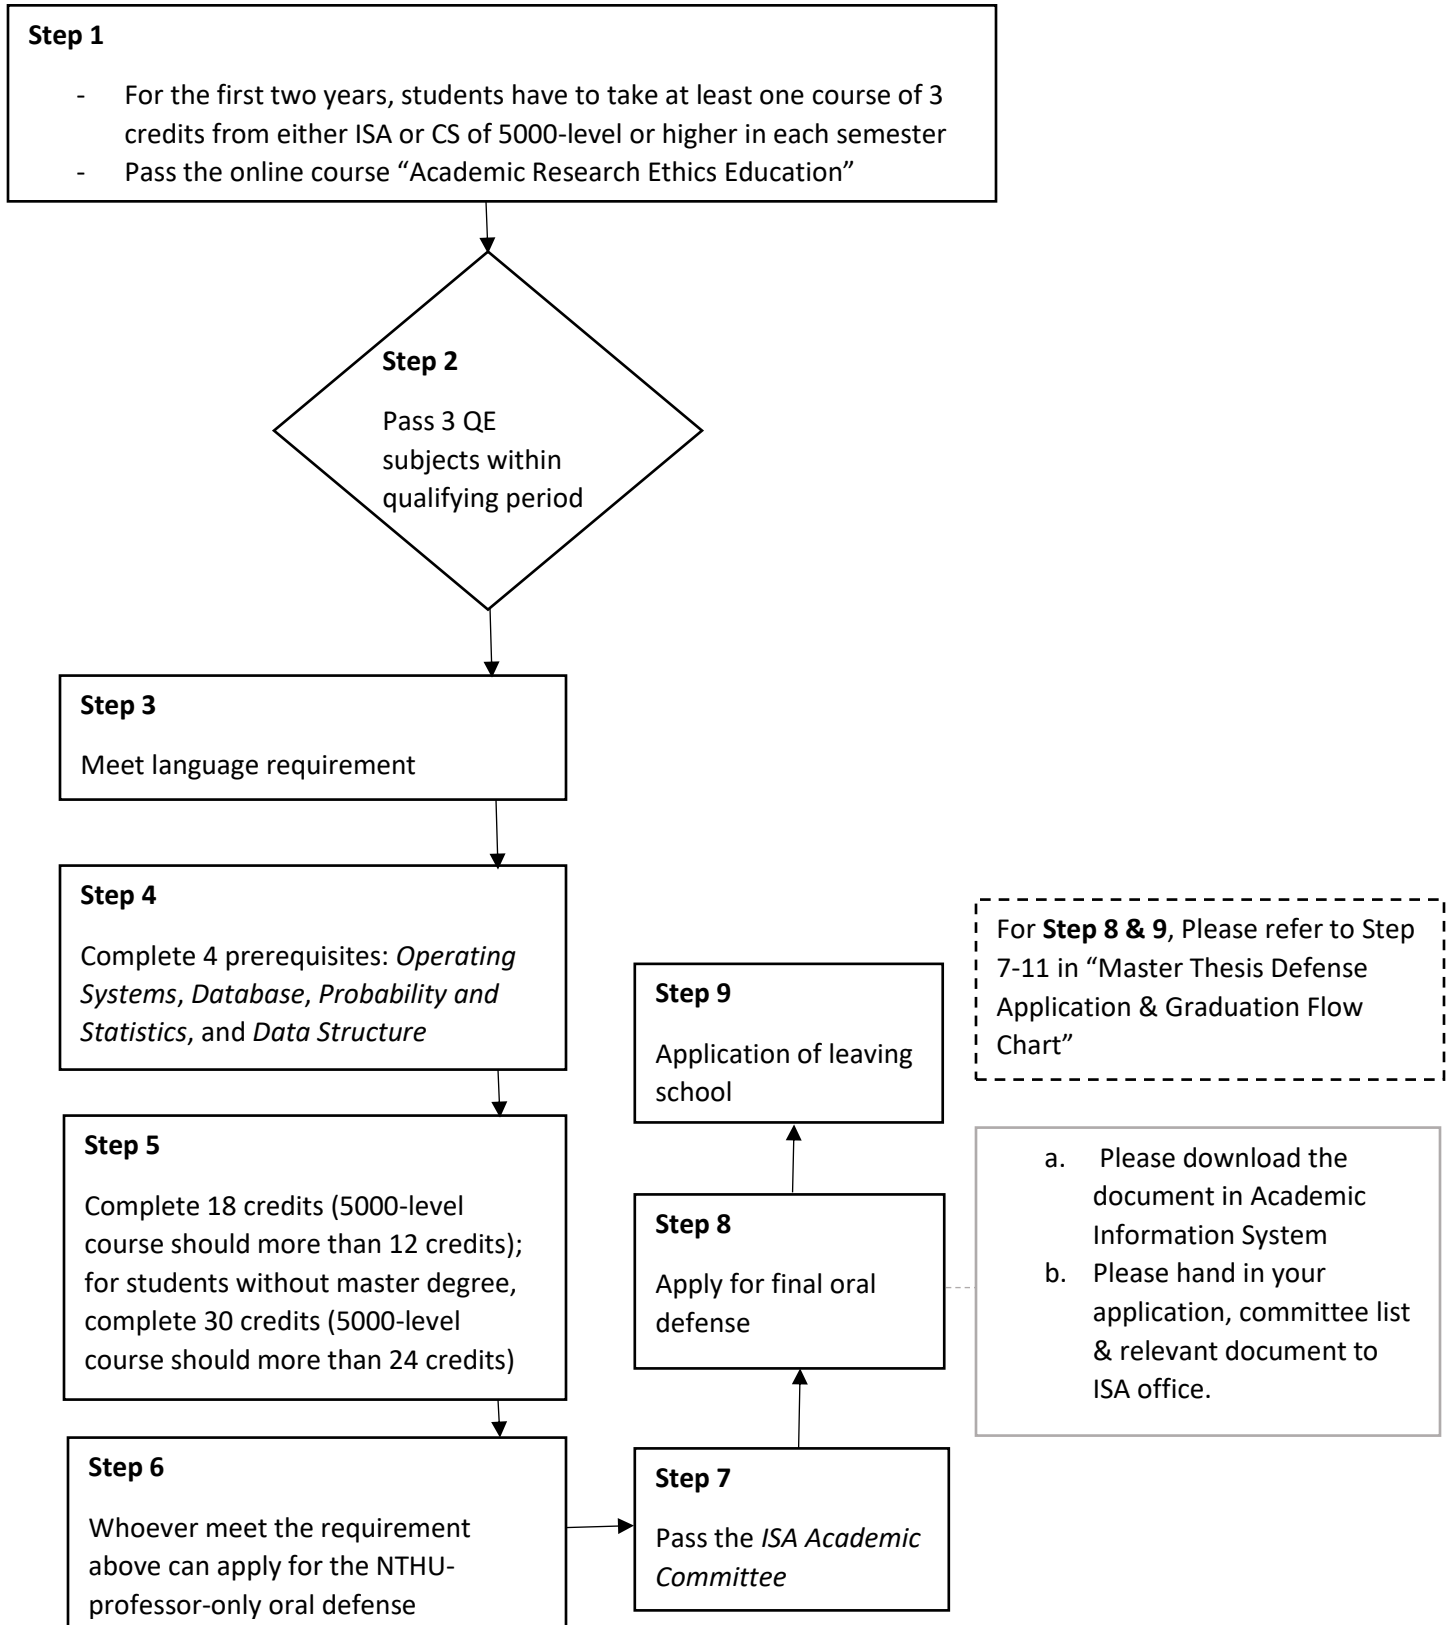 Step 1
- For the first two years, students have to take at least one course of 3
credits from either ISA or CS of 5000-level or higher in each semester
- Pass the online course “Academic Research Ethics Education”
Step 2
Pass 3 QE
subjects within
qualifying period
Step 3
Meet language requirement
Step 4
Complete 4 prerequisites: Operating
Systems, Database, Probability and
Statistics, and Data Structure
Step 5
Complete 18 credits (5000-level
course should more than 12 credits);
for students without master degree,
complete 30 credits (5000-level
course should more than 24 credits)
Step 6
Whoever meet the requirement
above can apply for the NTHU-
professor-only oral defense
Step 7
Pass the ISA Academic
Committee
Step 8
Apply for final oral
defense
Step 9
Application of leaving
school
For Step 8 & 9, Please refer to Step
7-11 in “Master Thesis Defense
Application & Graduation Flow
Chart”
a. Please download the
document in Academic
Information System
b. Please hand in your
application, committee list
& relevant document to
ISA office.